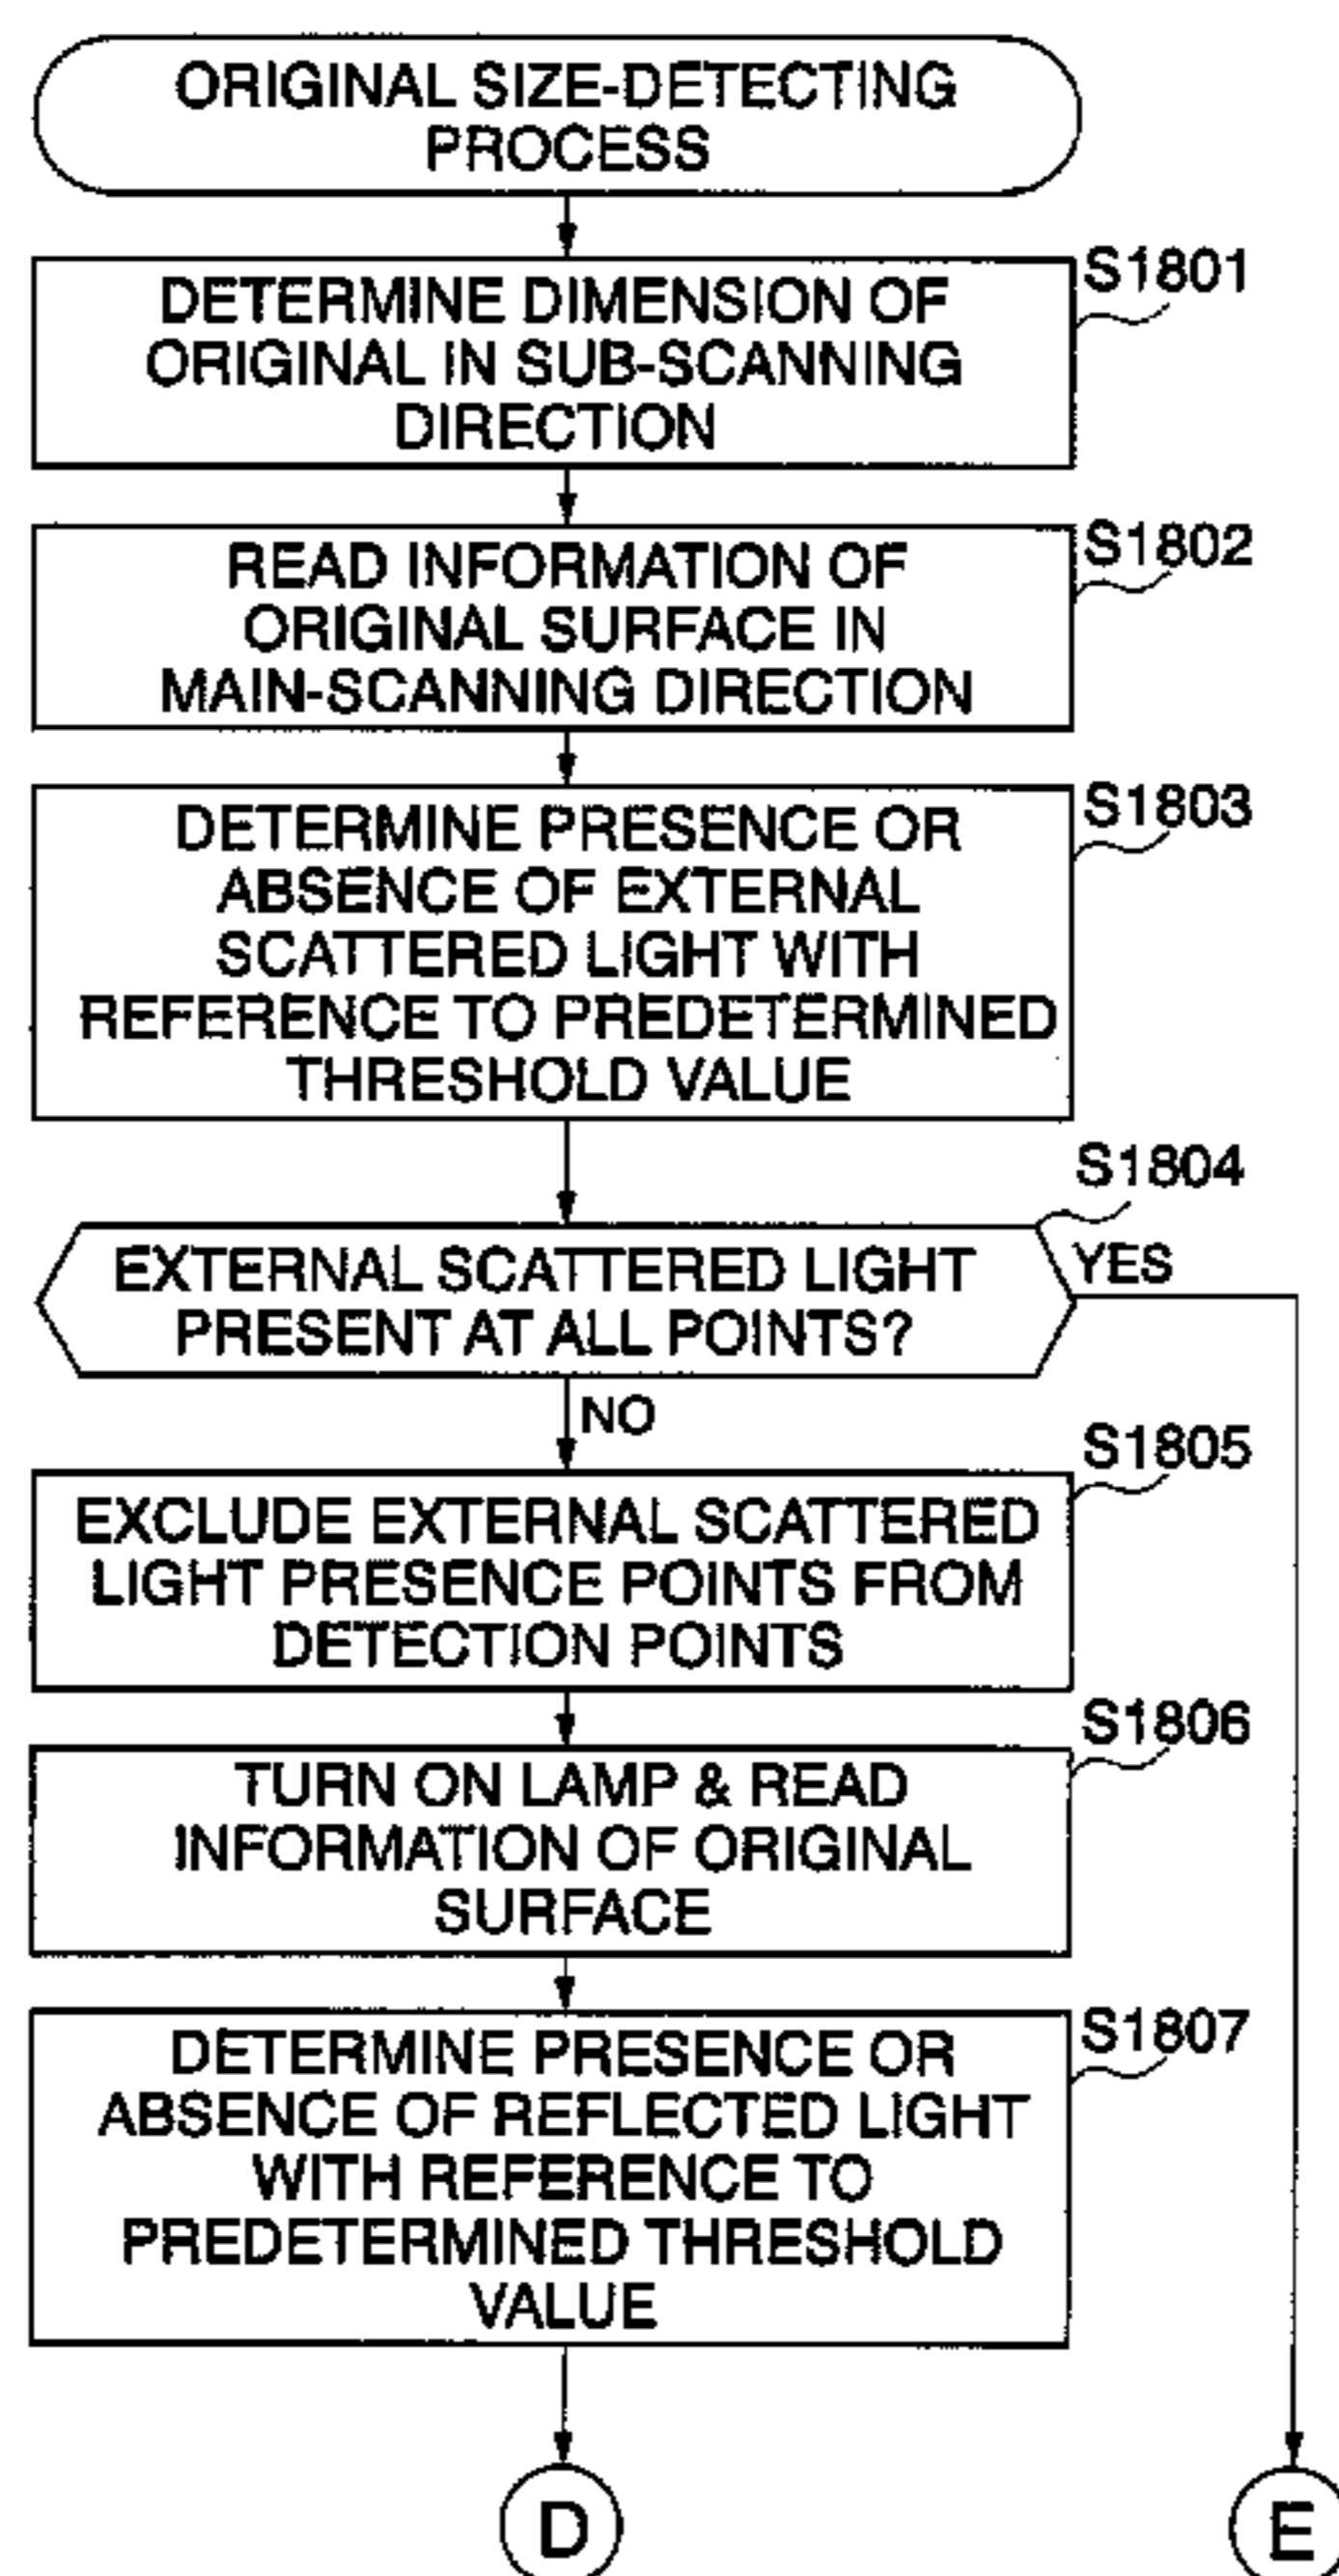 ORIGINAL SIZE-DETECTING
PROCESS
S1801
DETERMINE DIMENSION OF
ORIGINAL IN SUB-SCANNING
DIRECTION
S1802
READ INFORMATION OF
ORIGINAL SURFACE IN
MAIN-SCANNING DIRECTION
S1803
DETERMINE PRESENCE OR
ABSENCE OF EXTERNAL
SCATTERED LIGHT WITH
REFERENCE TO PREDETERMINED
THRESHOLD VALUE
S1804
EXTERNAL SCATTERED LIGHT
PRESENT AT ALL POINTS?
YES
NO
S1805
EXCLUDE EXTERNAL SCATTERED
LIGHT PRESENCE POINTS FROM
DETECTION POINTS
S1806
TURN ON LAMP & READ
INFORMATION OF ORIGINAL
SURFACE
S1807
DETERMINE PRESENCE OR
ABSENCE OF REFLECTED LIGHT
WITH REFERENCE TO
PREDETERMINED THRESHOLD
VALUE
D
E